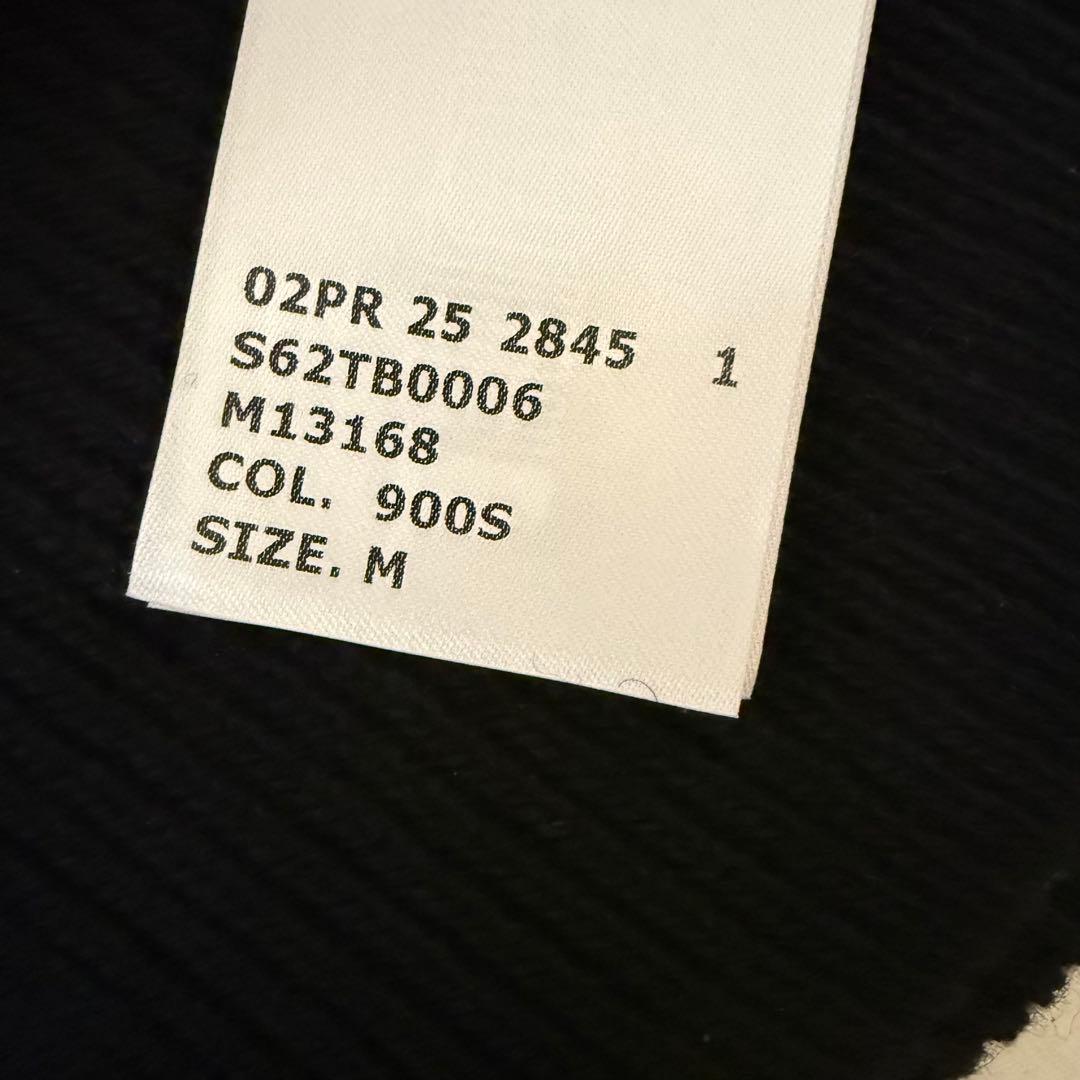 02PR 25 2845 1
S62TB0006
M13168
COL. 900S
SIZE. M